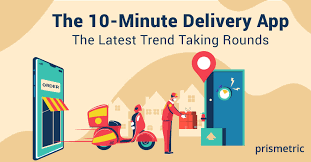 The 10-Minute Delivery App
The Latest Trend Taking Rounds
ORDER
prismetric